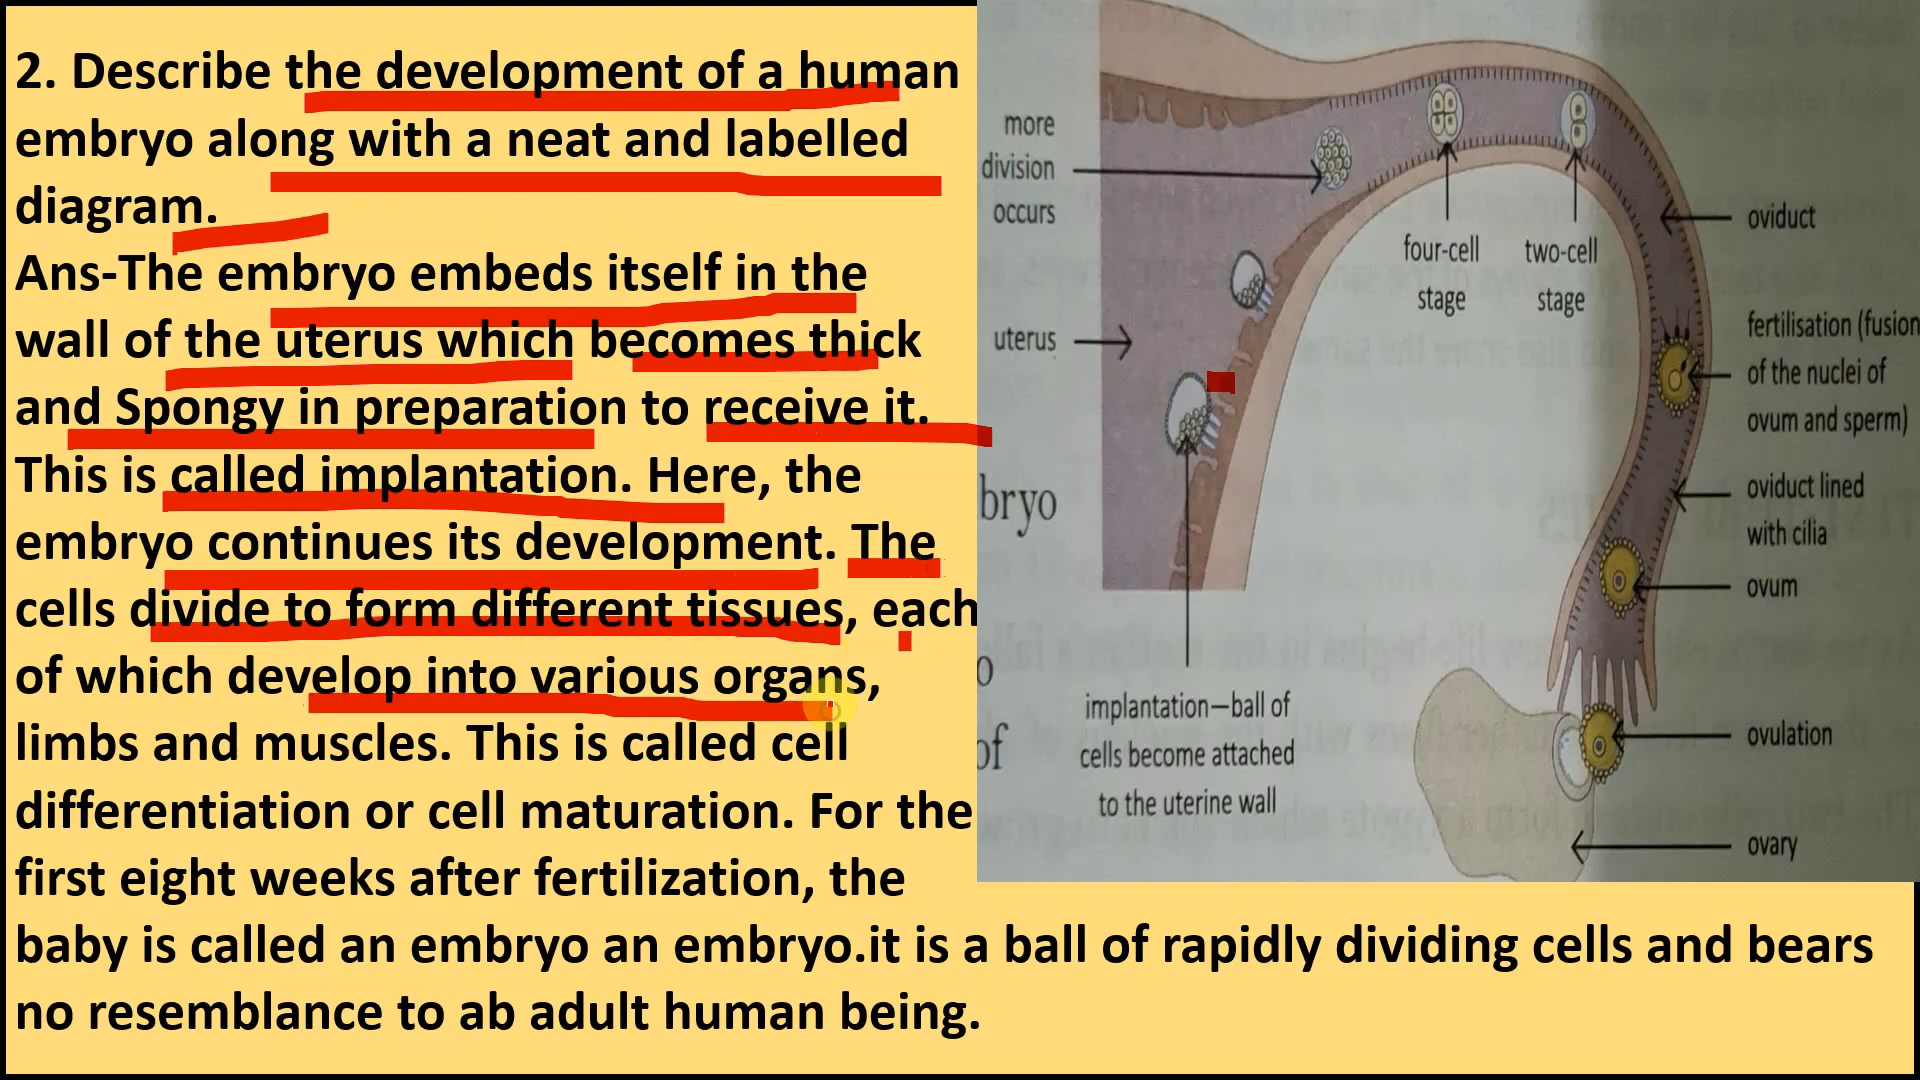 2. Describe the development of a human
embryo along with a neat and labelled
diagram.
Ans-The embryo embeds itself in the
wall of the uterus which becomes thick
and Spongy in preparation to receive it.
This is called implantation. Here, the
embryo continues its development. The
cells divide to form different tissues, each
of which develop into various organs,
limbs and muscles. This is called cell
differentiation or cell maturation. For the
first eight weeks after fertilization, the
baby is called an embryo an embryo.it is a ball of rapidly dividing cells and bears
no resemblance to ab adult human being.
more
division
occurs
four-cell
stage
two-cell
stage
oviduct
uterus
fertilisation (fusion
of the nuclei of
ovum and sperm)
oviduct lined
with cilia
ovum
bryo
o
of
implantation—ball of
cells become attached
to the uterine wall
ovulation
ovary